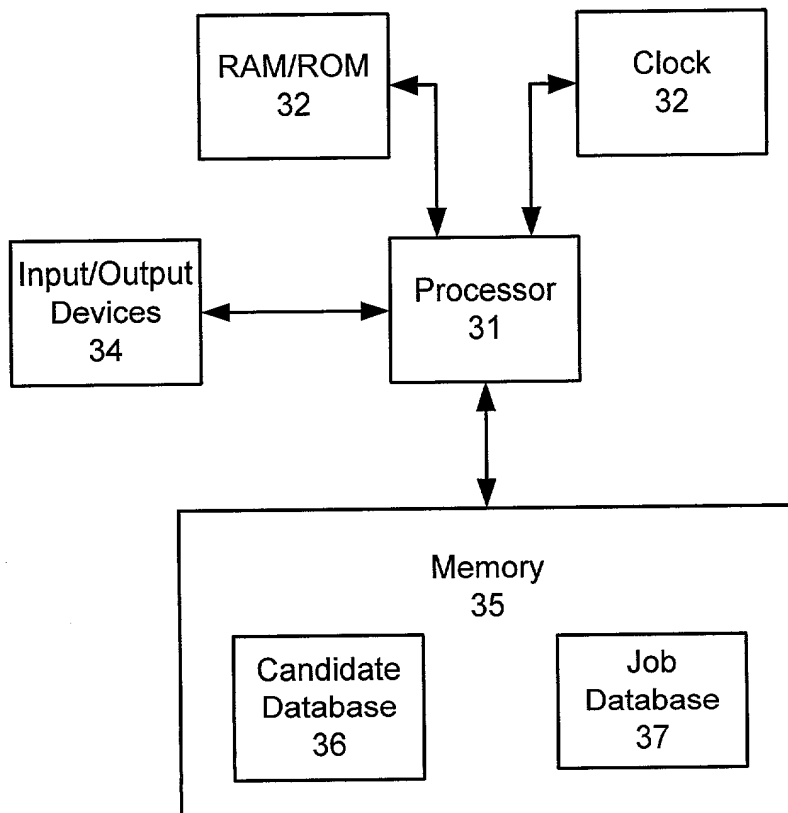 RAM/ROM
32
Clock
32
Input/Output
Devices
34
Processor
31
Memory
35
Candidate
Database
36
Job
Database
37